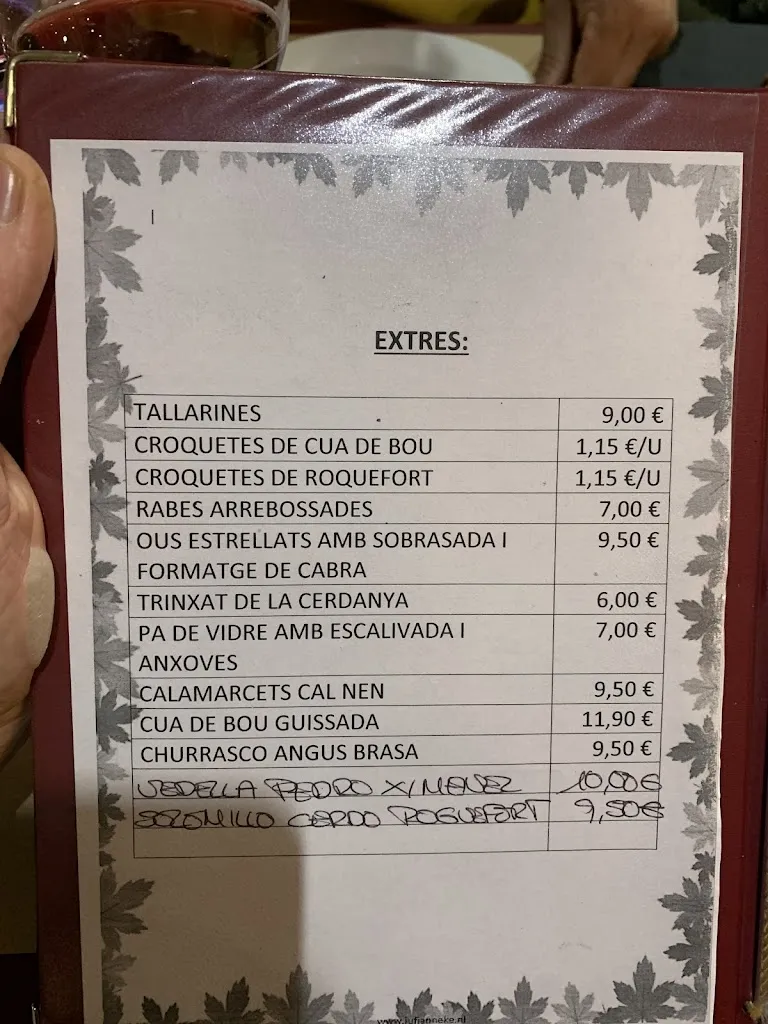 EXTRES:
TALLARINES 9,00 €
CROQUETES DE CUA DE BOU 1,15 €/U
CROQUETES DE ROQUEFORT 1,15 €/U
RABES ARREBOSSADES 7,00 €
OUS ESTRELLATS AMB SOBRASADA I 9,50 €
FORMATGE DE CABRA
TRINXAT DE LA CERDANYA 6,00 €
PA DE VIDRE AMB ESCALIVADA I 7,00 €
ANXOVES
CALAMARCETS CAL NEN 9,50 €
CUA DE BOU GUISSADA 11,90 €
CHURRASCO ANGUS BRASA 9,50 €
VEDELLA PEDRO XIMENEZ 10,00€
SOLOMILLO CERDO ROQUEFORT 9,50€